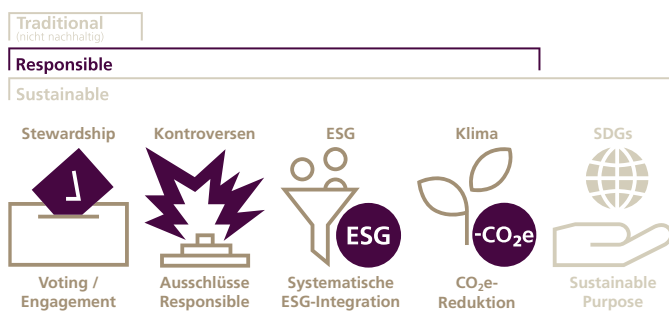 Traditional
(nicht nachhaltig)
Responsible
Sustainable
Stewardship
Kontroversen
ESG
Klima
SDGs
ESG
-CO₂e
Voting /
Engagement
Ausschlüsse
Responsible
Systematische
ESG-Integration
CO₂e-
Reduktion
Sustainable
Purpose